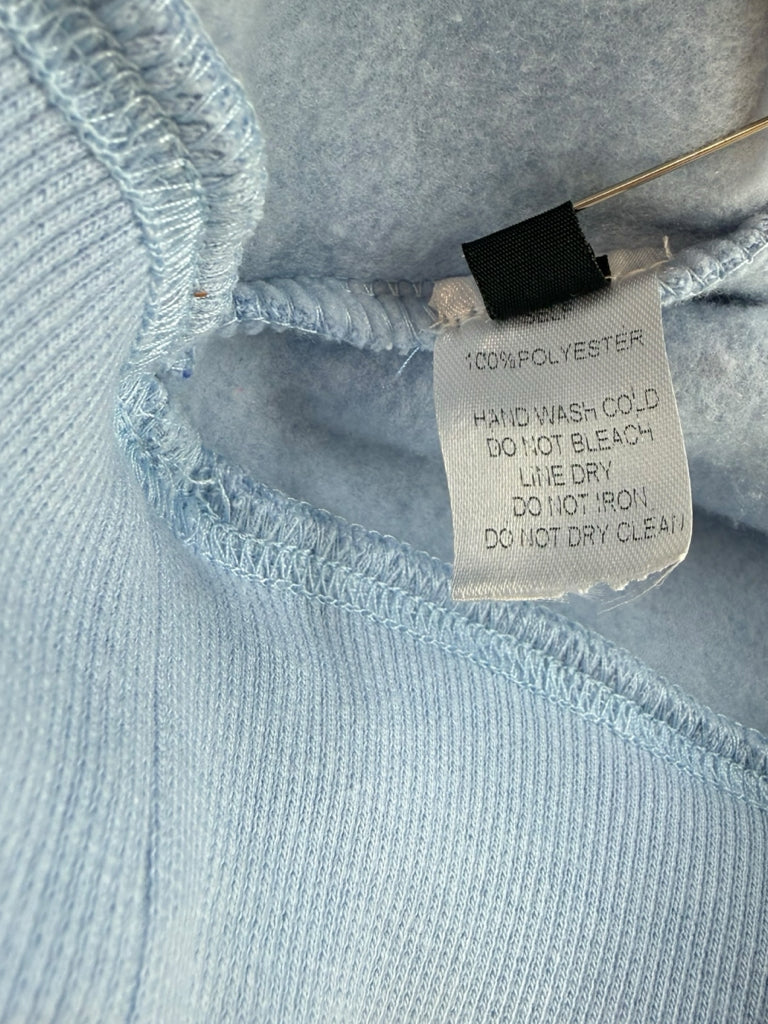 100%POLYESTER
HAND WASH COLD
DO NOT BLEACH
LINE DRY
DO NOT IRON
DO NOT DRY CLEAN